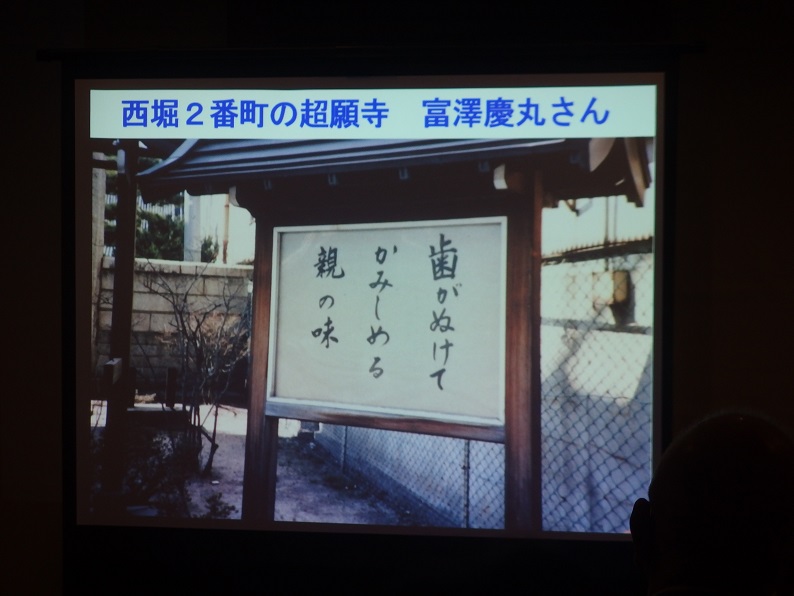 西堀２番町の超願寺　富澤慶丸さん
歯がぬけて
かみしめる
親の味